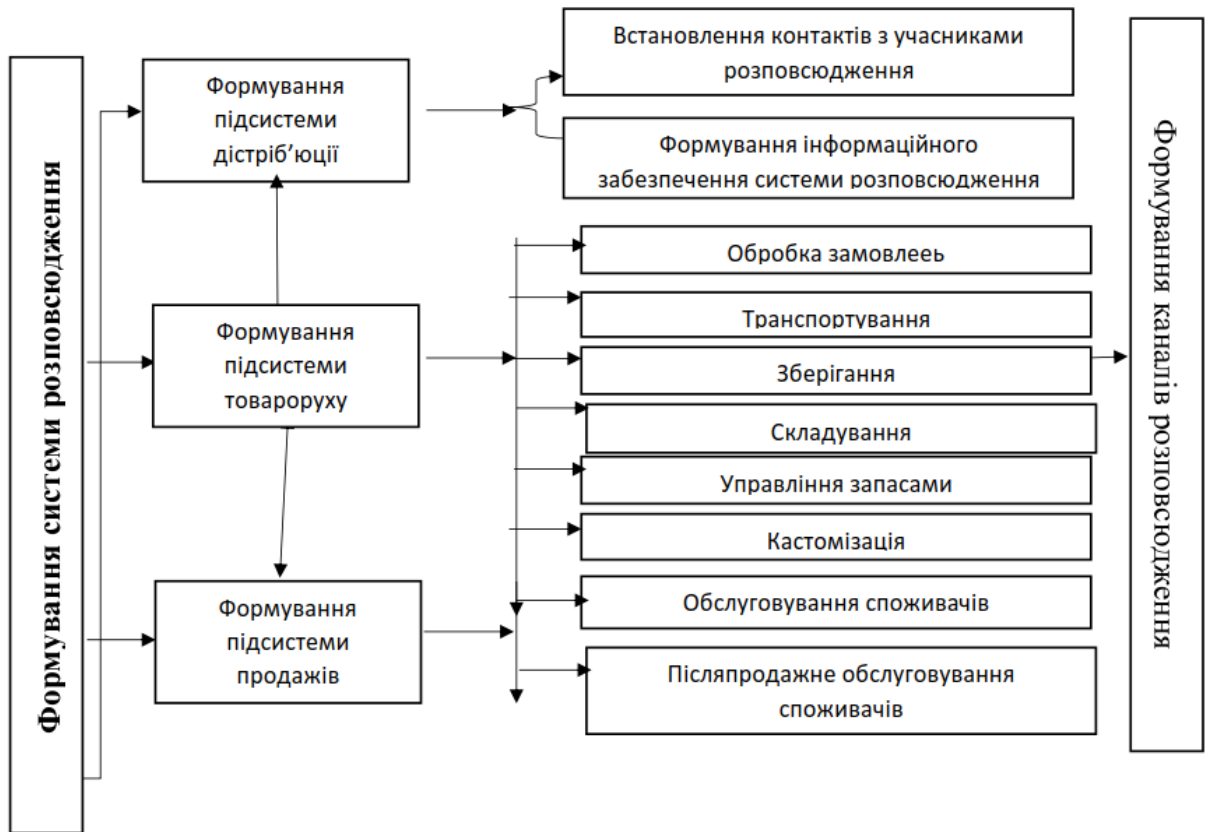 Формування системи розповсюдження
Формування
підсистеми
дістриб’юції
Формування
підсистеми
товароруху
Формування
підсистеми
продажів
Встановлення контактів з учасниками
розповсюдження
Формування інформаційного
забезпечення системи розповсюдження
Обробка замовлееь
Транспортування
Зберігання
Складування
Управління запасами
Кастомізація
Обслуговування споживачів
Післяпродажне обслуговування
споживачів
Формування каналів розповсюдження